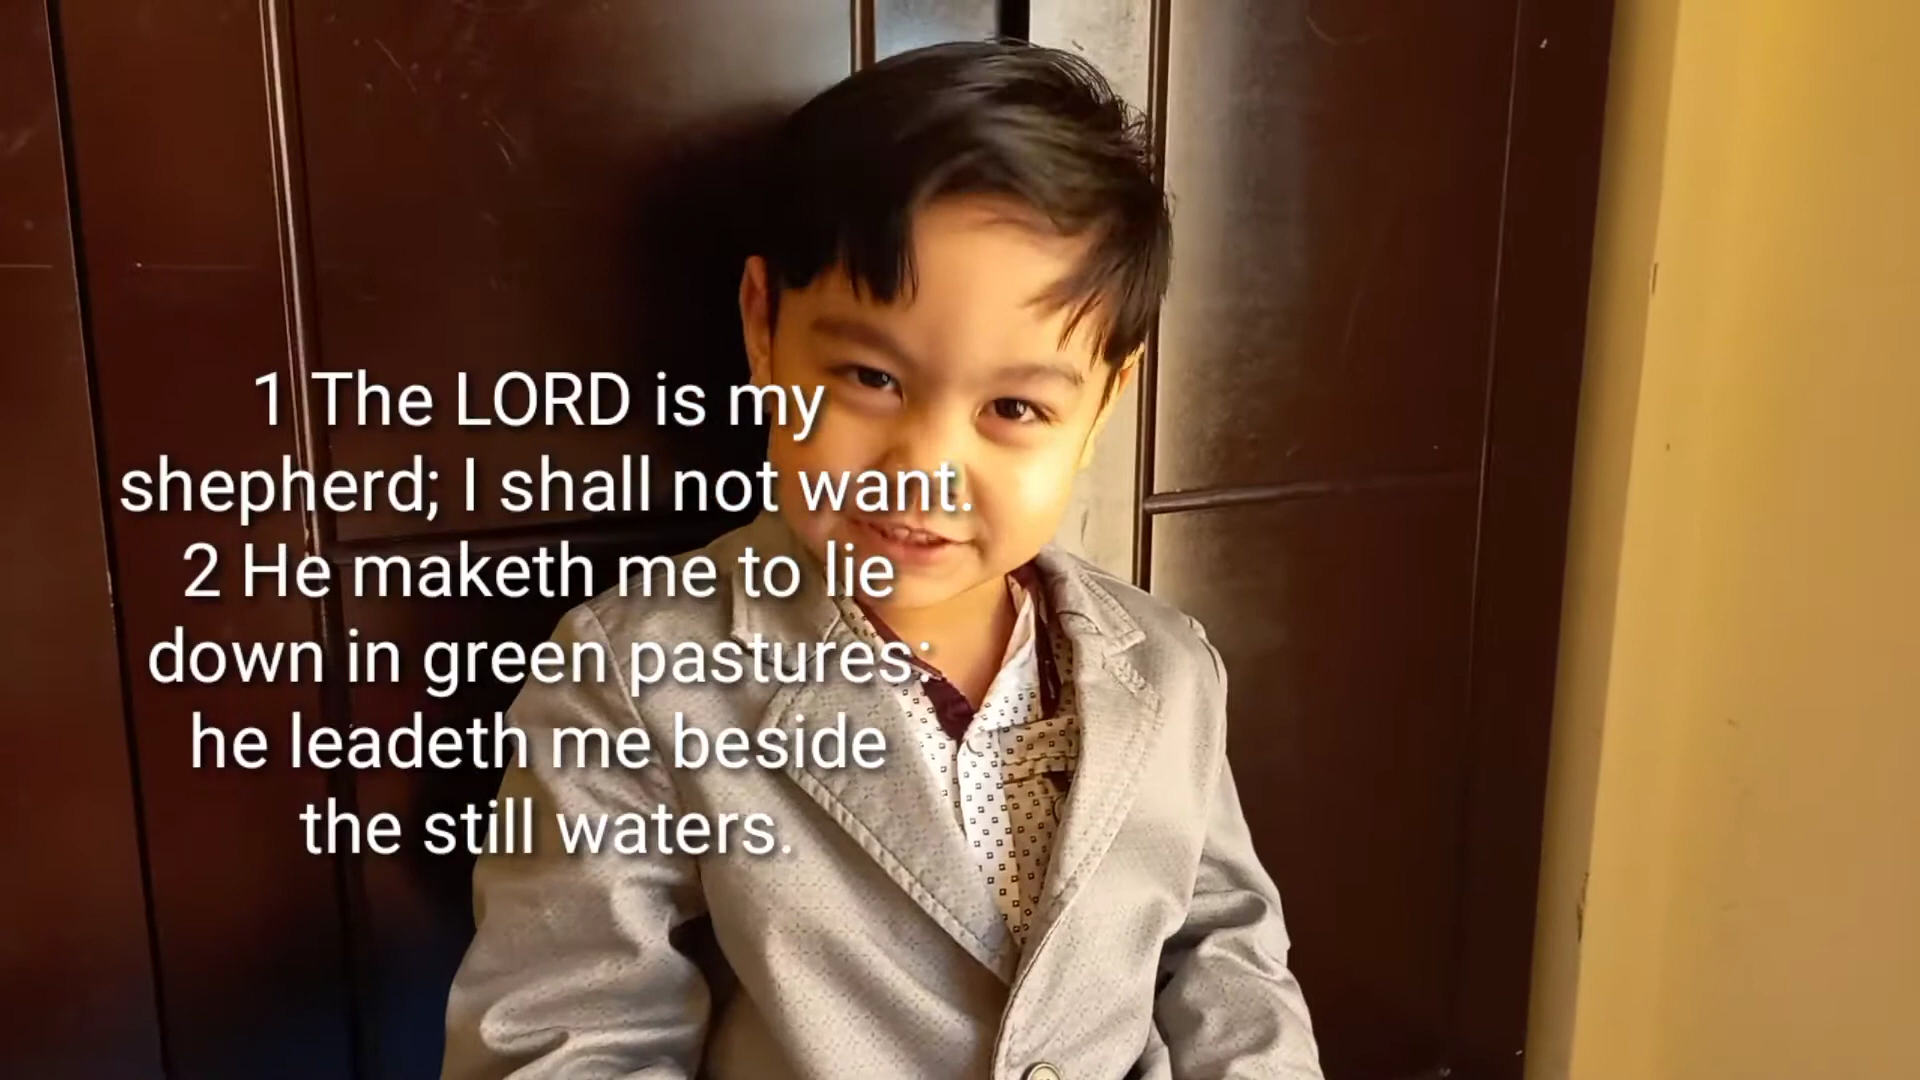 1 The LORD is my
shepherd; I shall not want.
2 He maketh me to lie
down in green pastures:
he leadeth me beside
the still waters.